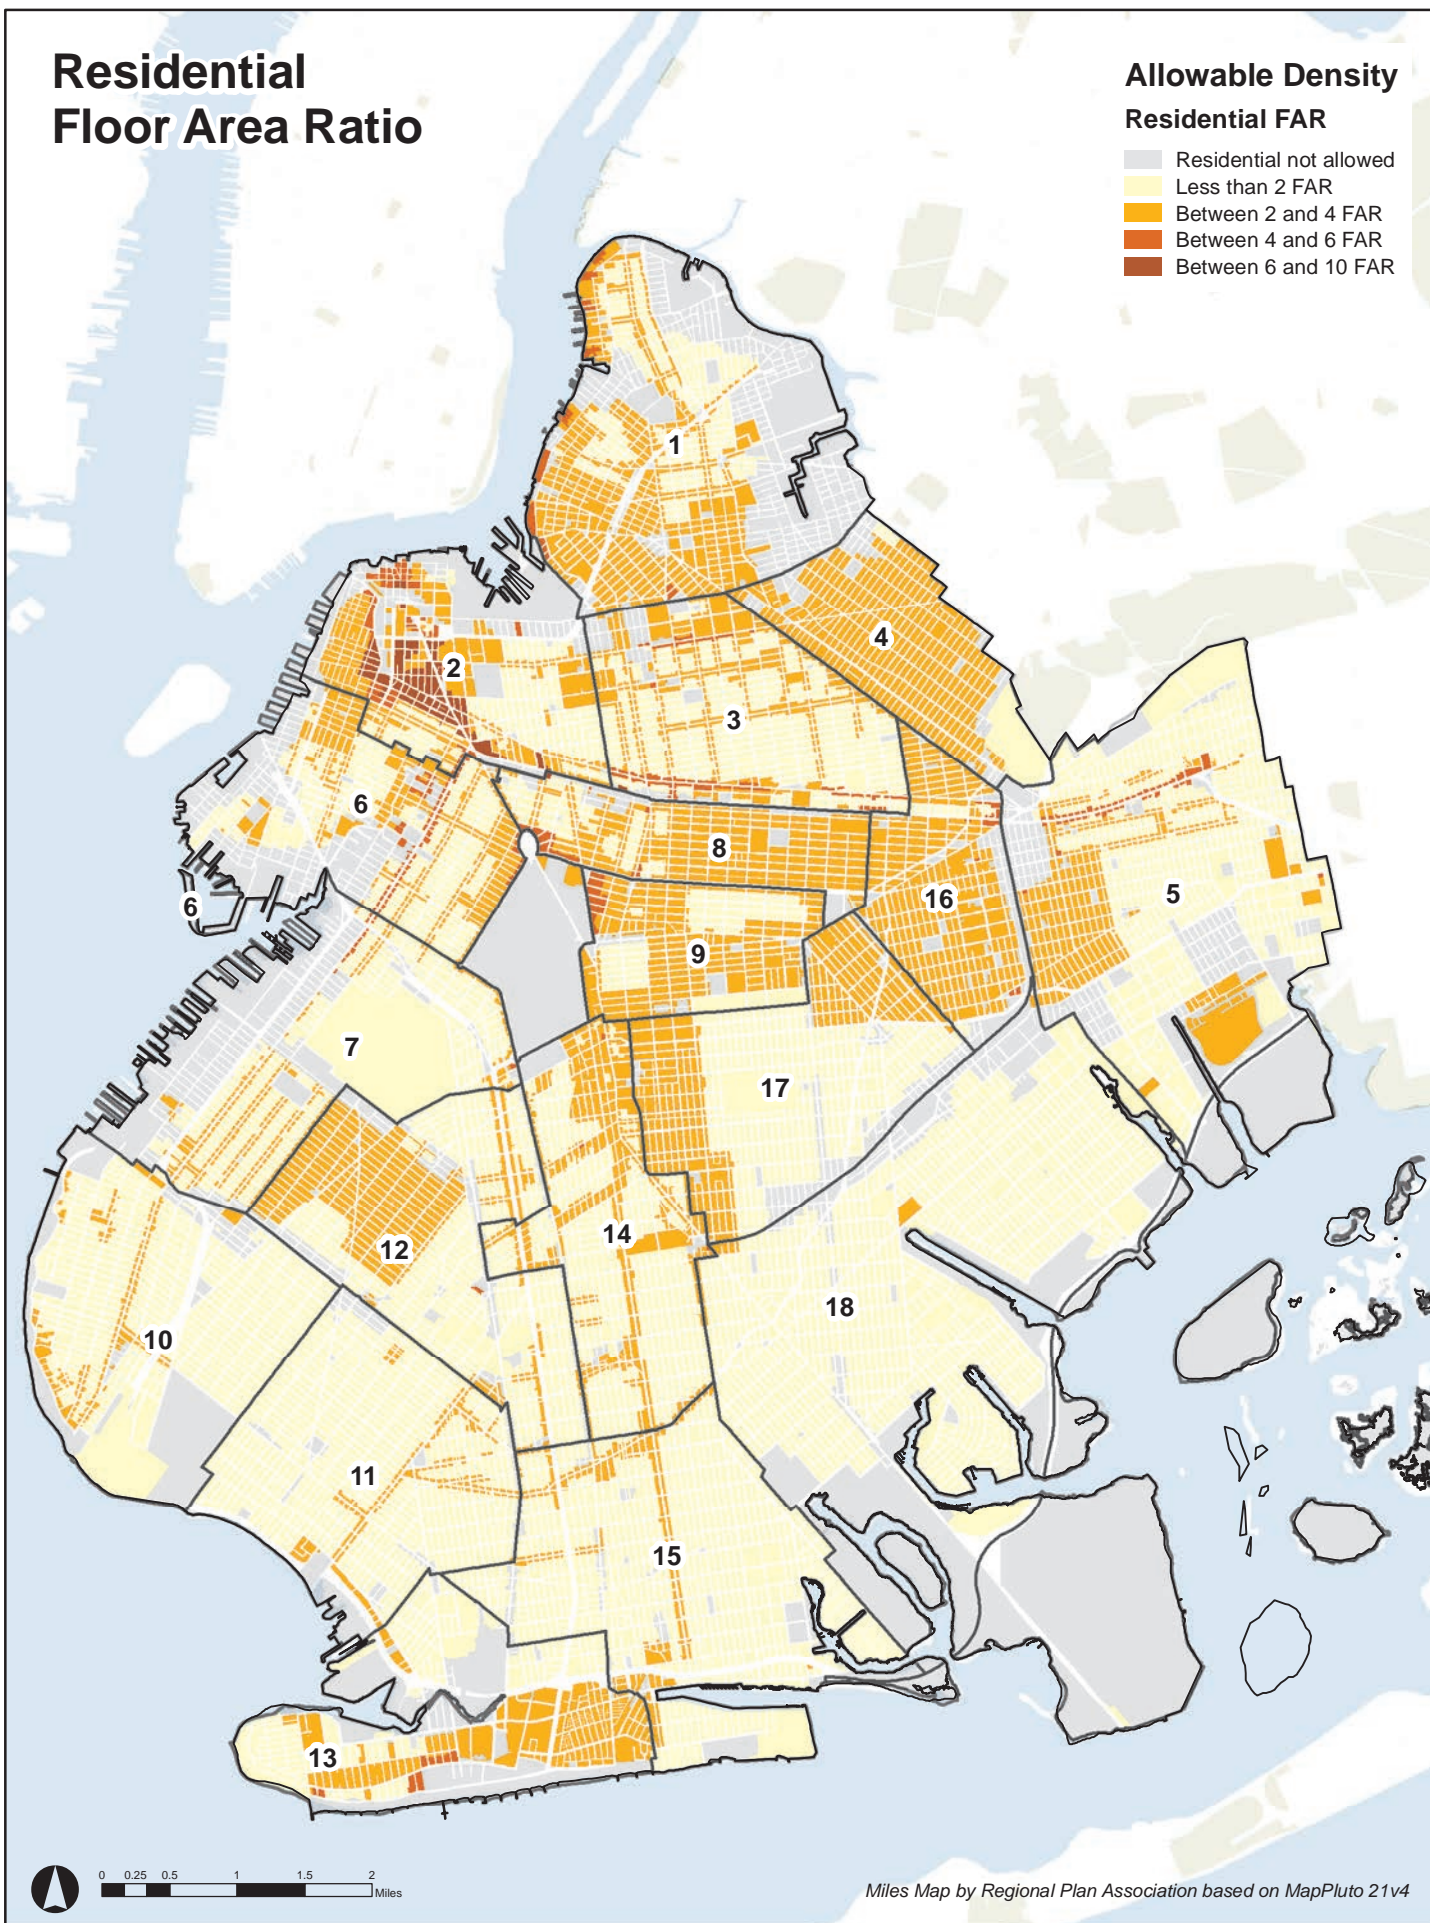 Residential
Floor Area Ratio
Allowable Density
Residential FAR
Residential not allowed
Less than 2 FAR
Between 2 and 4 FAR
Between 4 and 6 FAR
Between 6 and 10 FAR
1
4
2
3
6
8
5
16
6
9
7
17
14
12
18
10
11
15
13
0 0.25 0.5 1 1.5 2
Miles
Miles Map by Regional Plan Association based on MapPluto 21v4